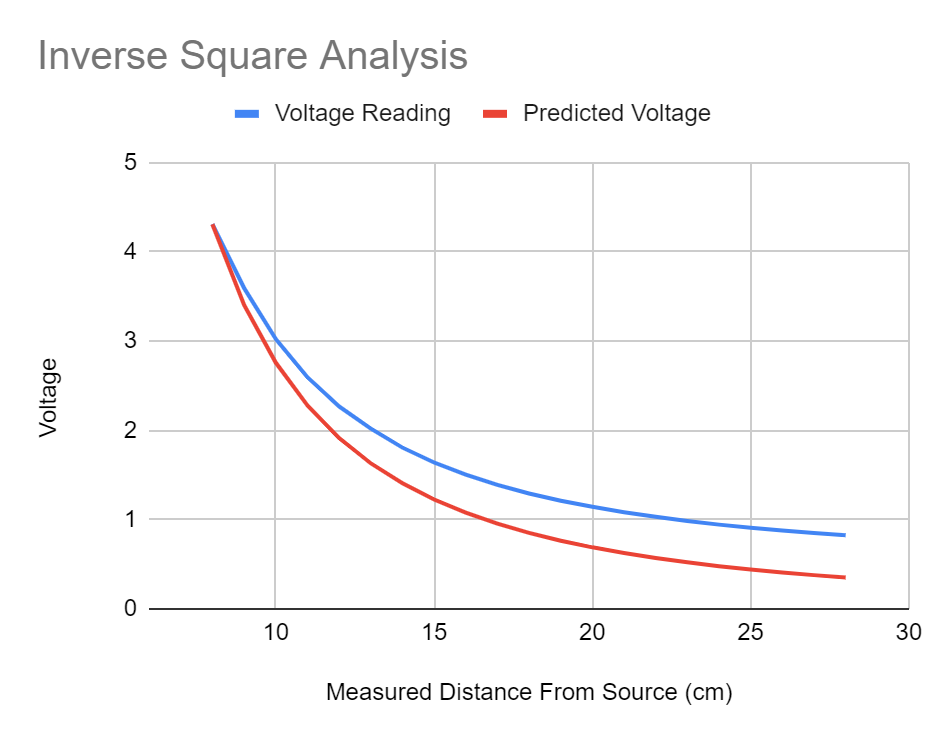 Inverse Square Analysis
Voltage Reading Predicted Voltage
5
4
3
2
1
0
Voltage
10 15 20 25 30
Measured Distance From Source (cm)